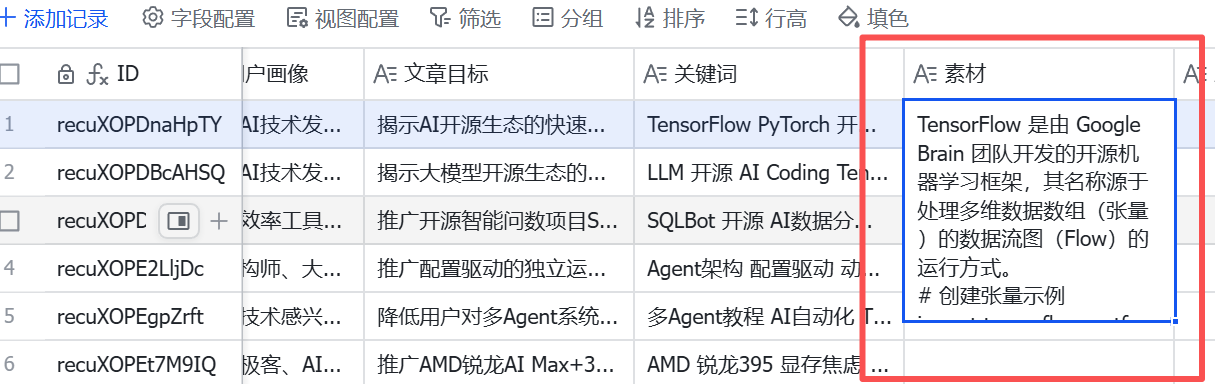 + 添加记录 字段配置 视图配置 筛选 分组 排序 行高 填色
ID 户画像 文章目标 关键词 素材
1 recuXOPDnaHpTY AI技术发... 揭示AI开源生态的快速... TensorFlow PyTorch 开...
TensorFlow 是由 Google
Brain 团队开发的开源机
器学习框架，其名称源于
处理多维数据数组（张量
）的数据流图（Flow）的
运行方式。
# 创建张量示例
2 recuXOPDBcAHSQ AI技术发... 揭示大模型开源生态的... LLM 开源 AI Coding Ten...
recuXOPD 效率工具... 推广开源智能问数项目S... SQLBot 开源 AI数据分...
4 recuXOPE2LljDc 构师、大... 推广配置驱动的独立运... Agent架构 配置驱动 动...
5 recuXOPEgpZrft 技术感兴... 降低用户对多Agent系统... 多Agent教程 AI自动化 T...
6 recuXOPEt7M9IQ 极客、AI... 推广AMD锐龙AI Max+3... AMD 锐龙395 显存焦虑 ...